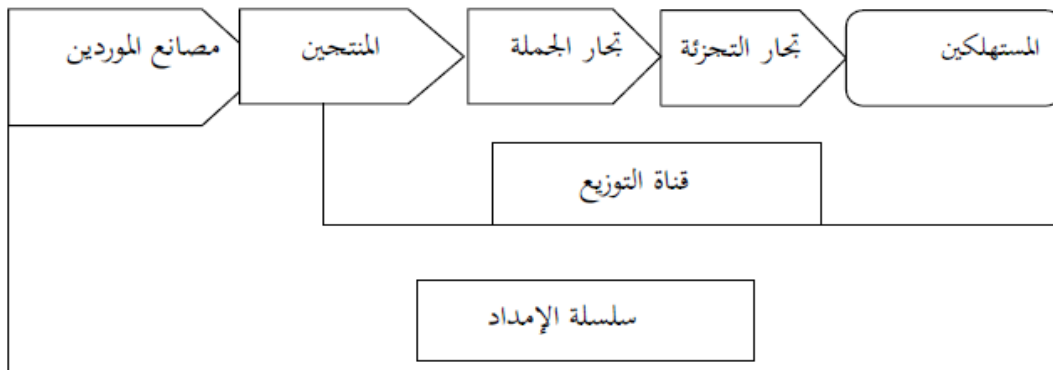 مصانع الموردين
المنتجين
تجار الجملة
تجار التجزئة
المستهلكين
قناة التوزيع
سلسلة الإمداد